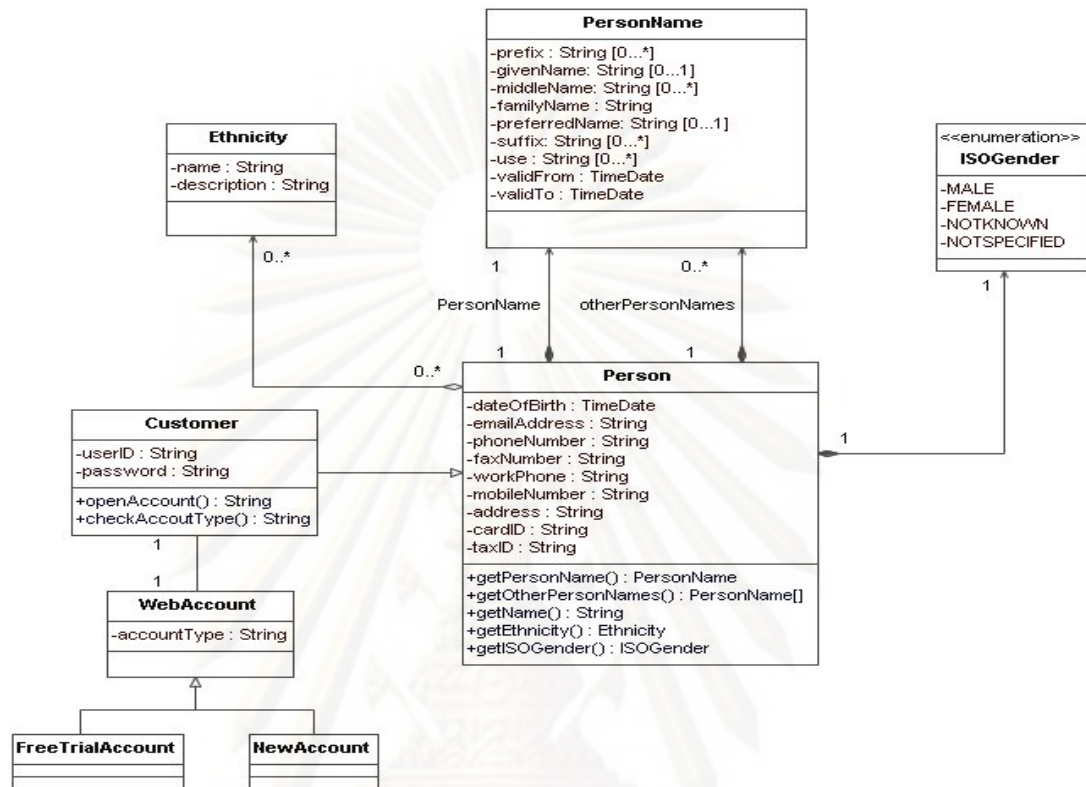 PersonName
-prefix : String [0...*]
-givenName: String [0...1]
-middleName: String [0...*]
-familyName : String
-preferredName: String [0...1]
-suffix: String [0...*]
-use : String [0...*]
-validFrom : TimeDate
-validTo : TimeDate
Ethnicity
-name : String
-description : String
<<enumeration>>
ISOGender
-MALE
-FEMALE
-NOTKNOWN
-NOTSPECIFIED
0..*
1
0..*
1
PersonName
otherPersonNames
1
1
0..*
Person
-dateOfBirth : TimeDate
-emailAddress : String
-phoneNumber : String
-faxNumber : String
-workPhone : String
-mobileNumber : String
-address : String
-cardID : String
-taxID : String
+getPersonName() : PersonName
+getOtherPersonNames() : PersonName[]
+getName() : String
+getEthnicity() : Ethnicity
+getISOGender() : ISOGender
1
Customer
-userID : String
-password : String
+openAccount() : String
+checkAccoutType() : String
1
1
WebAccount
-accountType : String
FreeTrialAccount
NewAccount